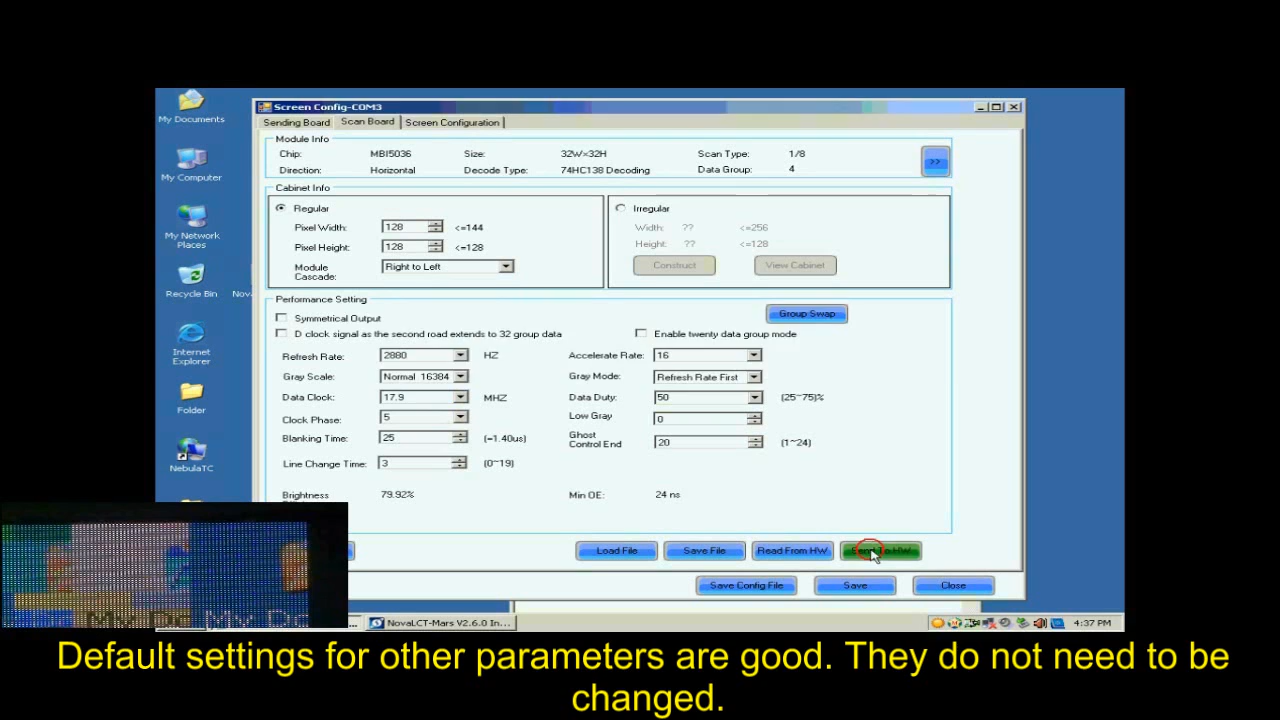 My Documents
My Computer
My Network
Places
Recycle Bin
Internet
Explorer
Folder
NebulaTC
Screen Config-COM3
Sending Board
Scan Board
Screen Configuration
Module Info
Chip: MBI5036 Size: 32W×32H Scan Type: 1/8
>>
Direction: Horizontal Decode Type: 74HC138 Decoding Data Group: 4
Cabinet Info
Regular
Pixel Width: 128 <=144
Pixel Height: 128 <=128
Module
Cascade: Right to Left
Irregular
Width: ?? <=256
Height: ?? <=128
Construct View Cabinet
Performance Setting
Group Swap
Symmetrical Output
D clock signal as the second road extends to 32 group data
Enable twenty data group mode
Refresh Rate: 2880 HZ Accelerate Rate: 16
Gray Scale: Normal 16384 Gray Mode: Refresh Rate First
Data Clock: 17.9 MHZ Data Duty: 50 (25~75)%
Clock Phase: 5 Low Gray 0
Blanking Time: 25 (=1.40us) Ghost
Control End 20 (1~24)
Line Change Time: 3 (0~19)
Brightness 79.92% Min OE: 24 ns
Load File Save File Read From HW Send To HW
Save Config File Save Close
NovaLCT-Mars V2.6.0 In...
4:37 PM
Default settings for other parameters are good. They do not need to be
changed.